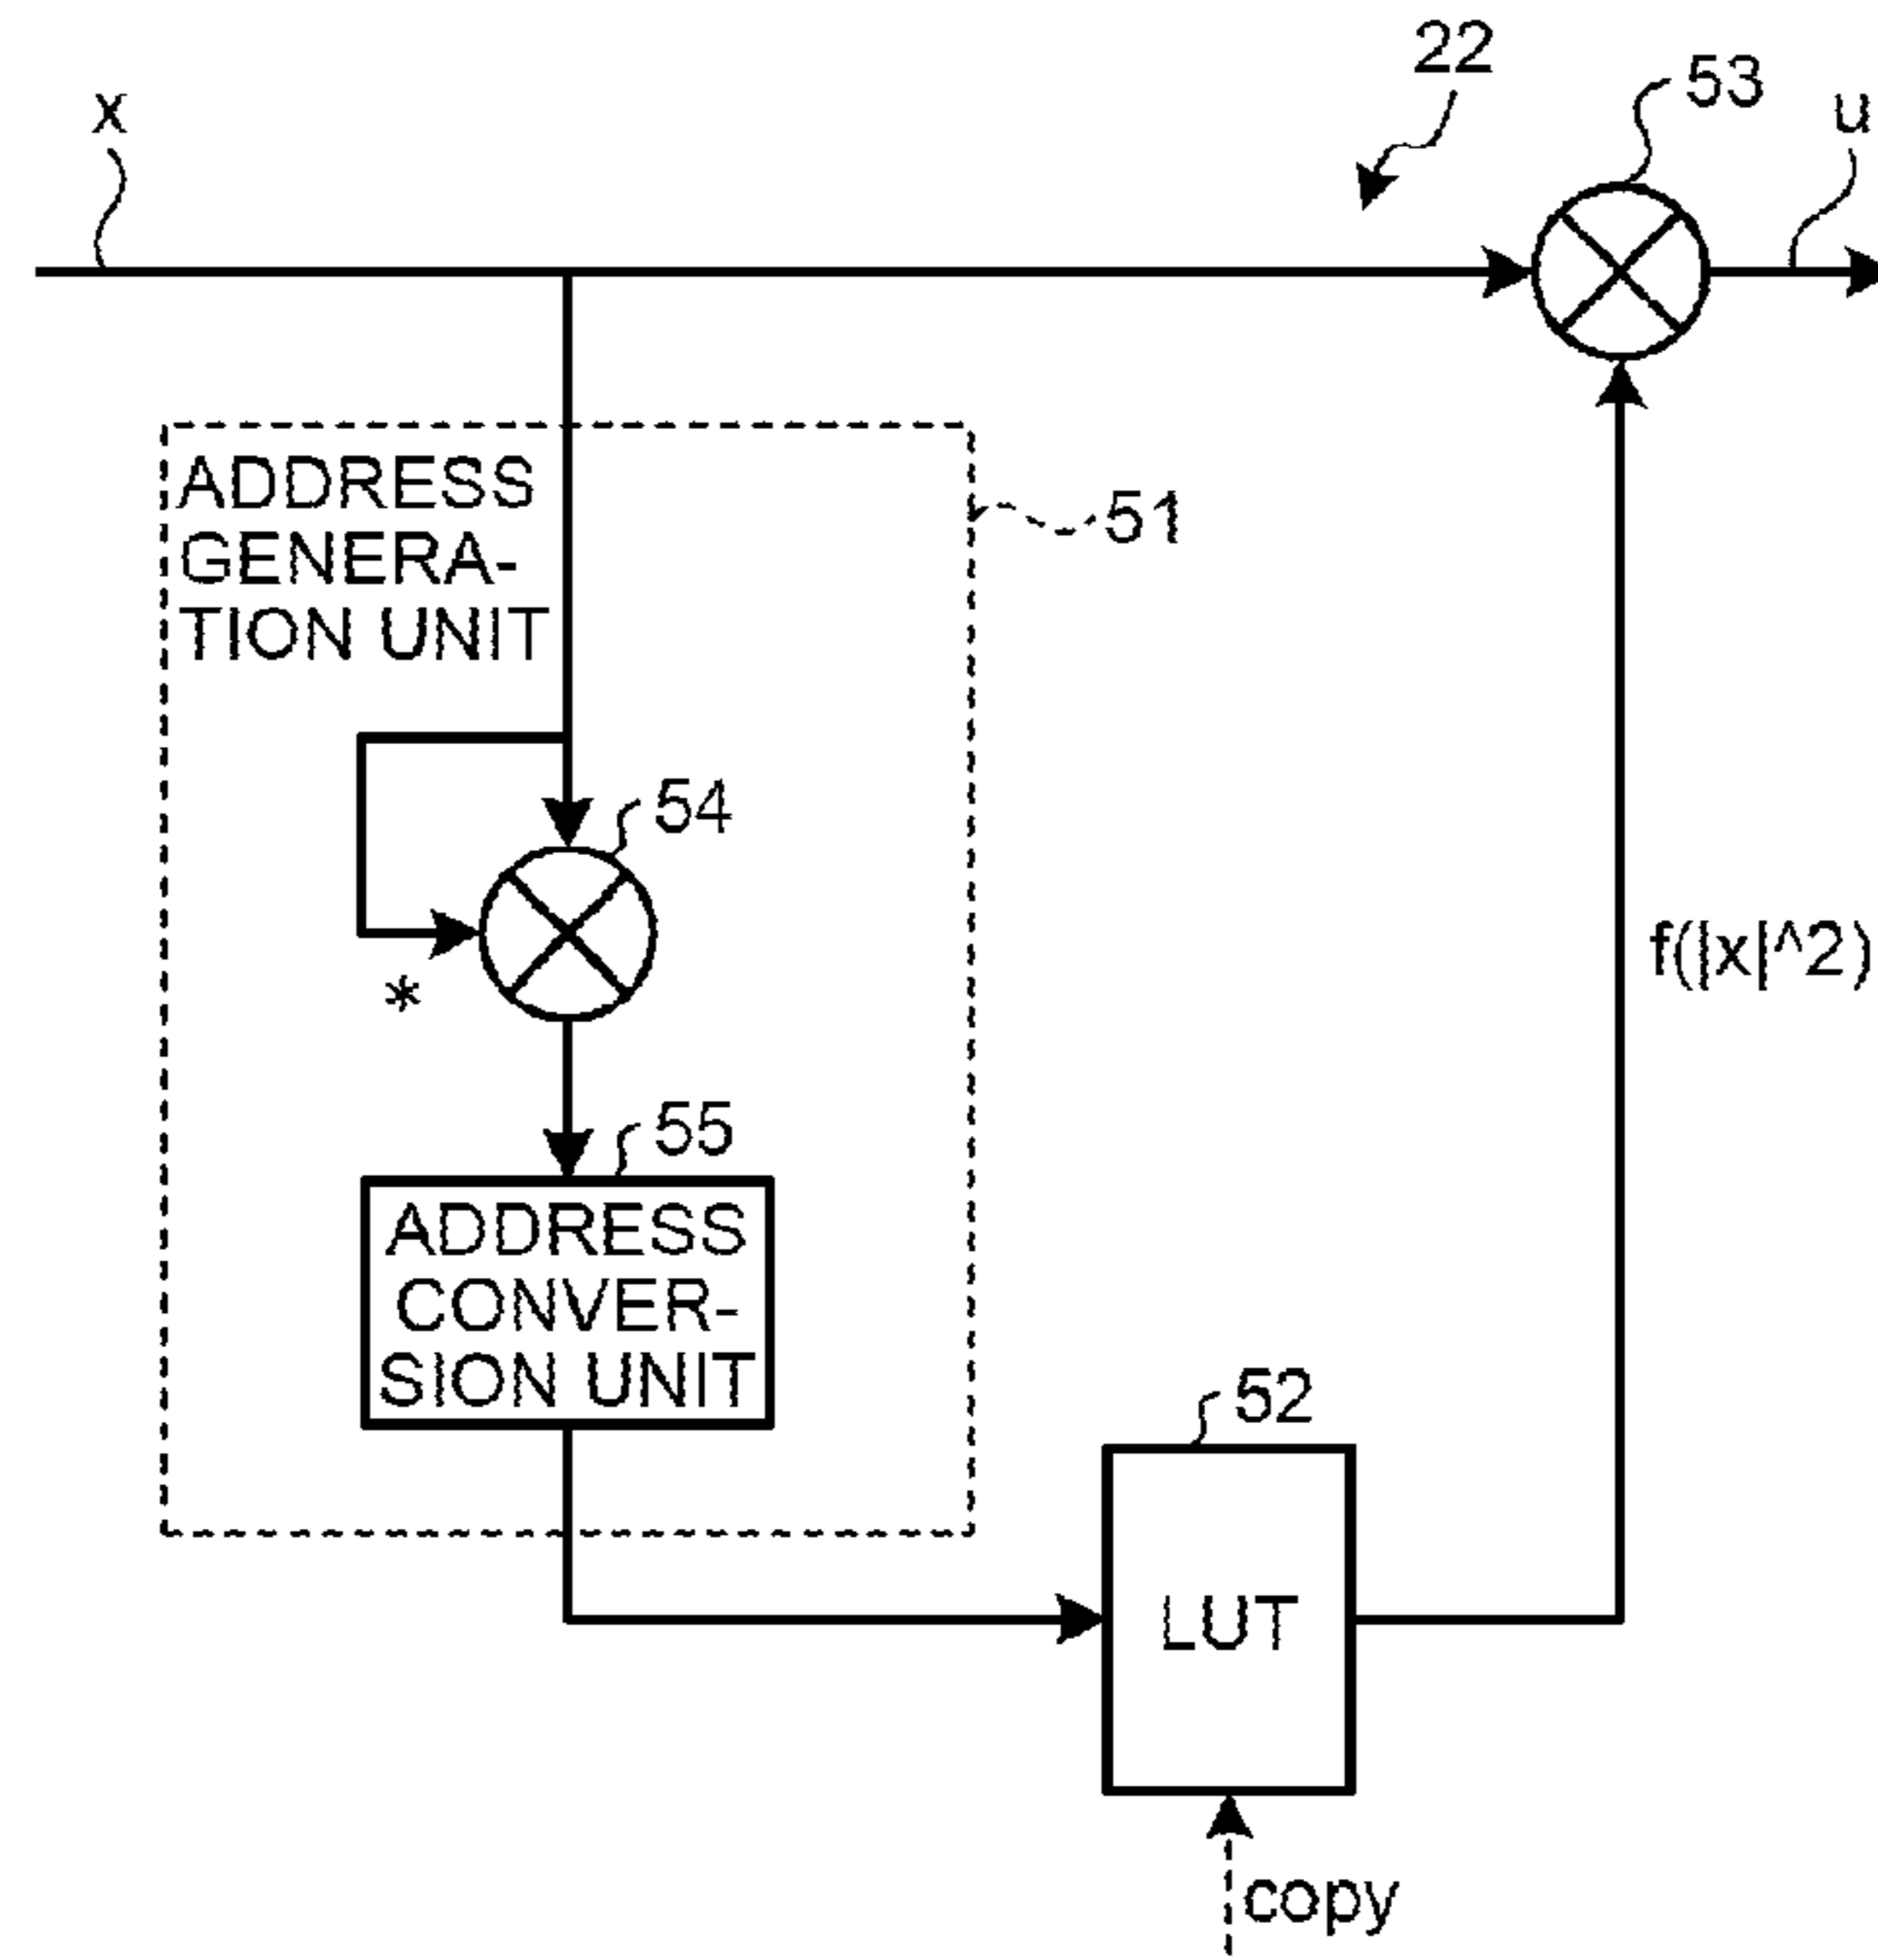 22
53
x
u
ADDRESS
GENERA-
TION UNIT
51
54
*
f(|x|^2)
55
ADDRESS
CONVER-
SION UNIT
52
LUT
copy